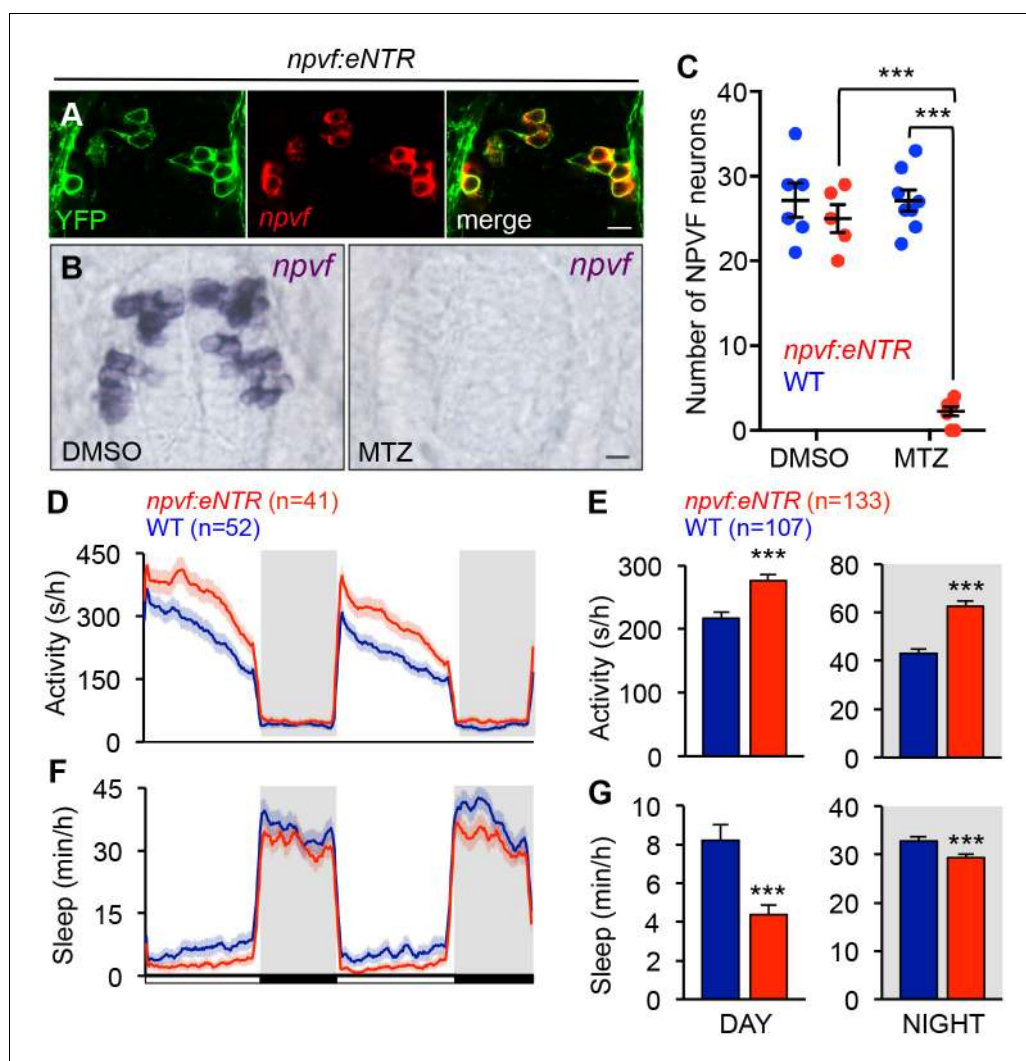 npvf:eNTR
A
YFP
npvf
merge
B
npvf
DMSO
npvf
MTZ
C
***
***
Number of NPVF neurons
40
30
20
10
0
npvf:eNTR
WT
DMSO
MTZ
D
npvf:eNTR (n=41)
WT (n=52)
Activity (s/h)
450
300
150
0
E
npvf:eNTR (n=133)
WT (n=107)
Activity (s/h)
300
200
100
0
***
80
60
40
20
0
***
F
Sleep (min/h)
45
30
15
0
G
Sleep (min/h)
10
8
6
4
2
0
***
DAY
40
30
20
10
0
***
NIGHT